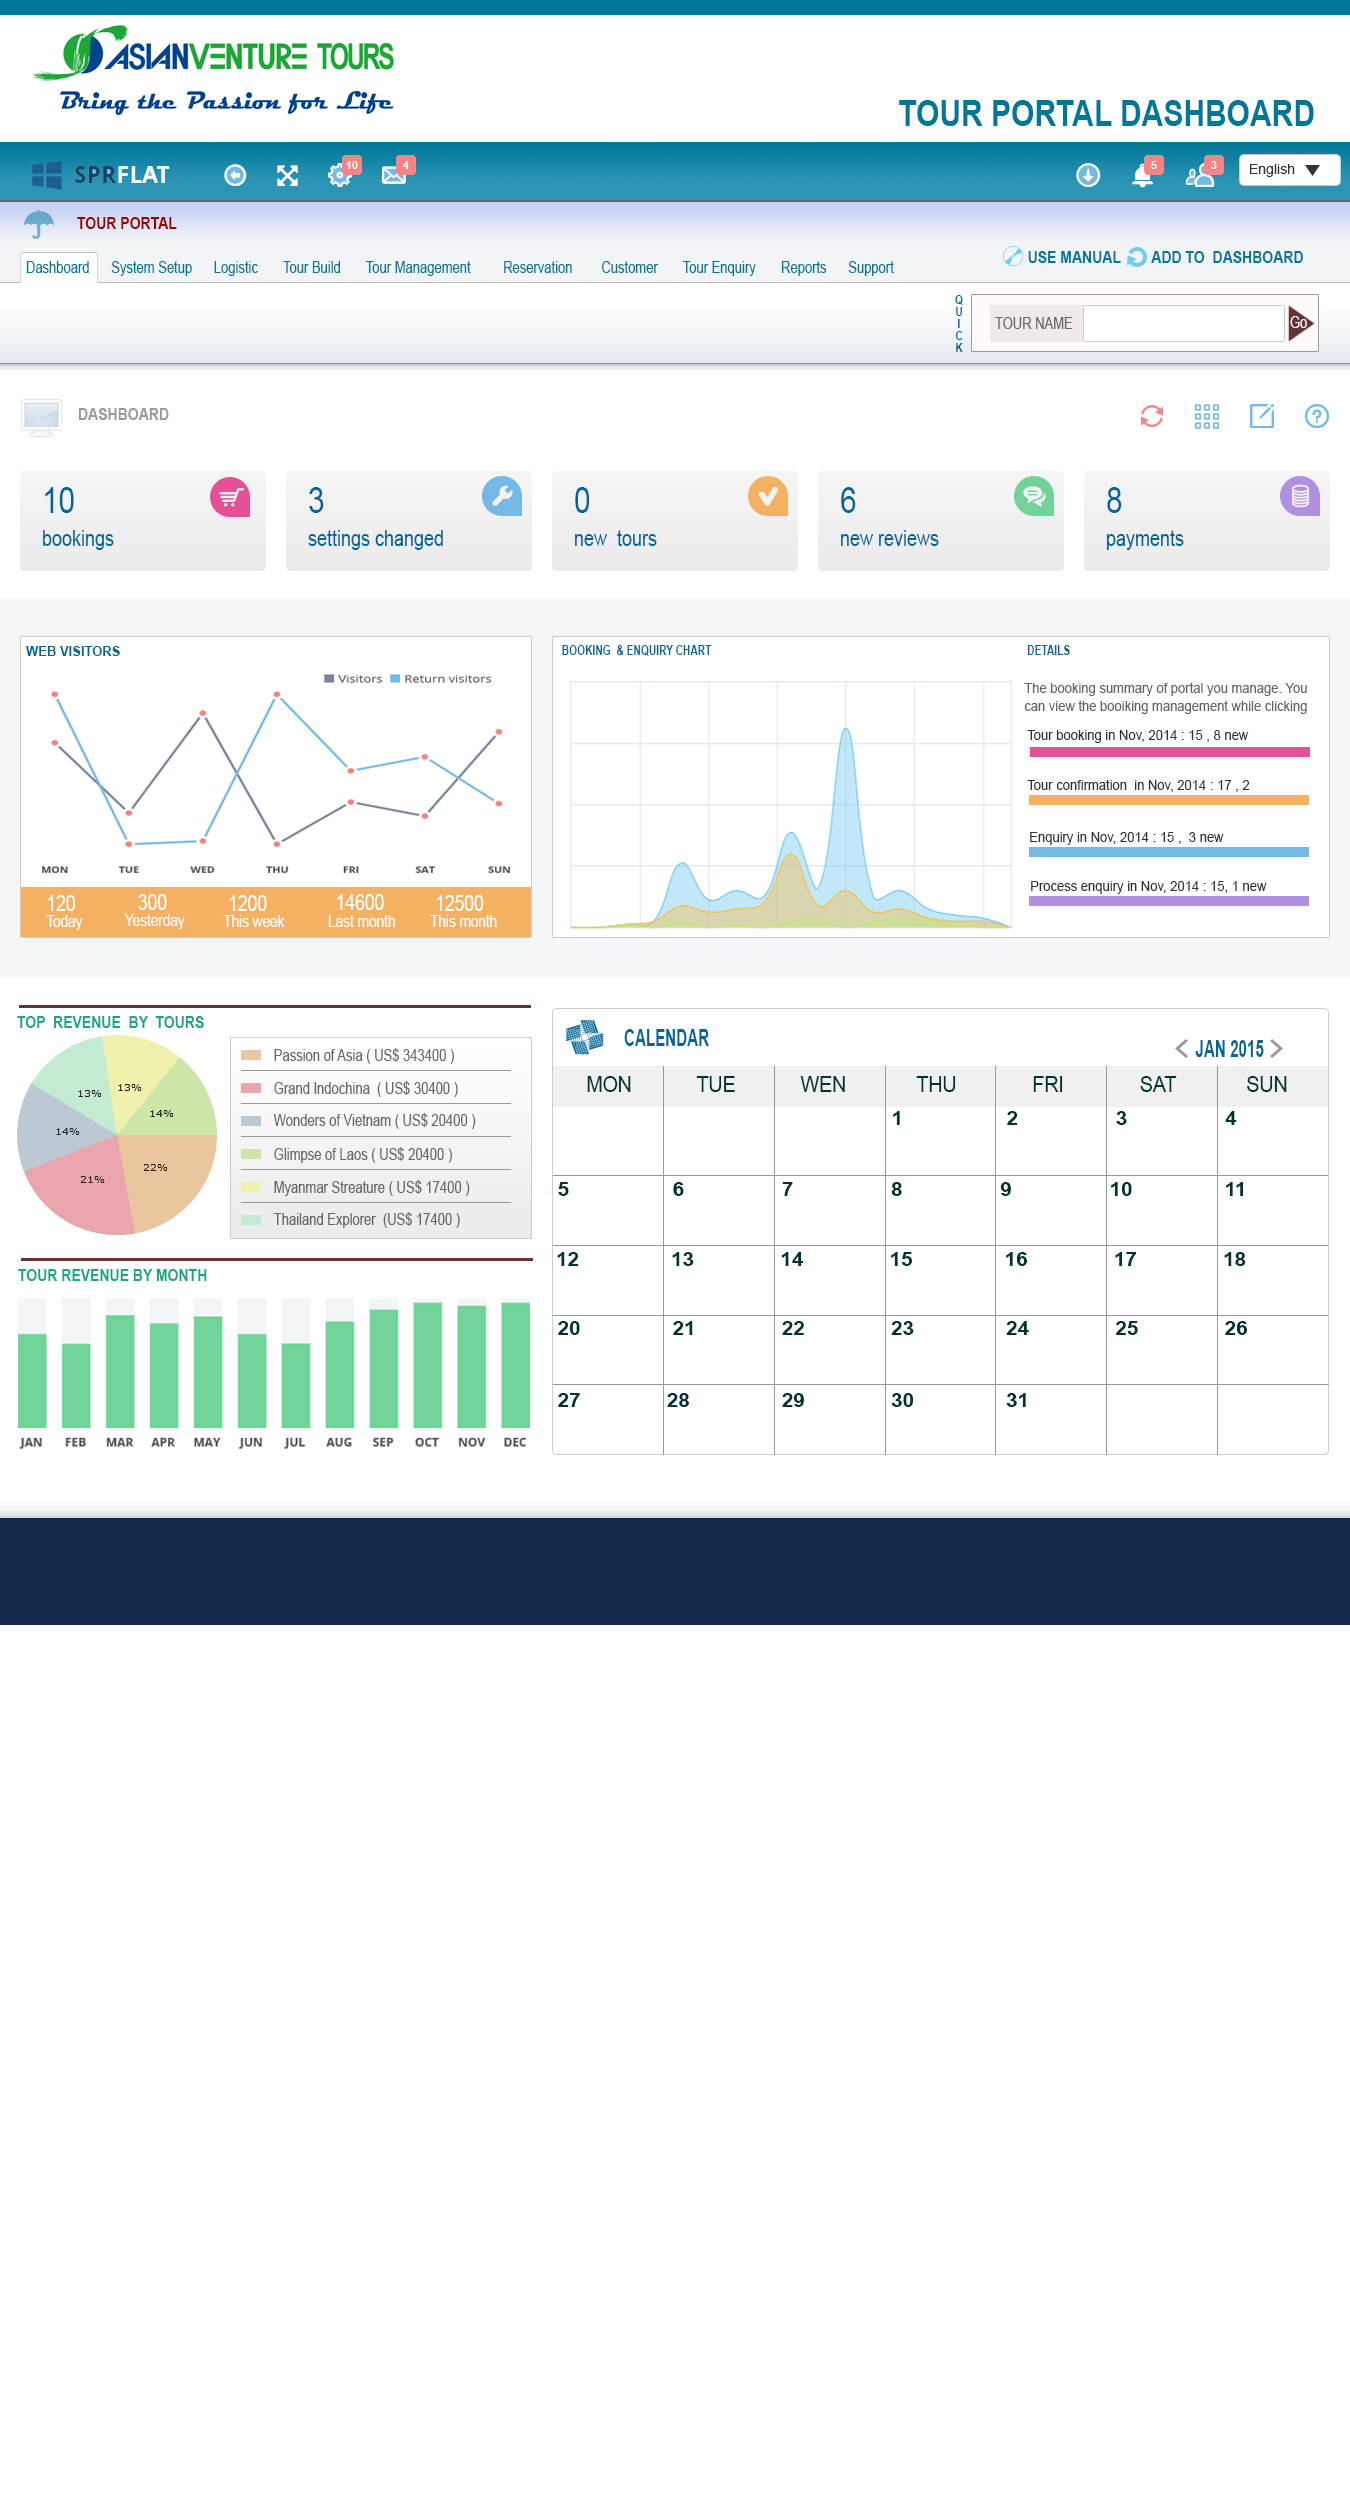 ASIANVENTURE TOURS
Bring the Passion for Life
TOUR PORTAL DASHBOARD
SPRFLAT
10
4
5
3
English
TOUR PORTAL
Dashboard System Setup Logistic Tour Build Tour Management Reservation Customer Tour Enquiry Reports Support
USE MANUAL ADD TO DASHBOARD
QUICK
TOUR NAME
Go
DASHBOARD
10
bookings
3
settings changed
0
new tours
6
new reviews
8
payments
WEB VISITORS
Visitors Return visitors
MON TUE WED THU FRI SAT SUN
120 300 1200 14600 12500
Today Yesterday This week Last month This month
BOOKING & ENQUIRY CHART
DETAILS
The booking summary of portal you manage. You
can view the booiking management while clicking
Tour booking in Nov, 2014 : 15 , 8 new
Tour confirmation in Nov, 2014 : 17 , 2
Enquiry in Nov, 2014 : 15 , 3 new
Process enquiry in Nov, 2014 : 15, 1 new
TOP REVENUE BY TOURS
13%
13%
14%
14%
22%
21%
Passion of Asia ( US$ 343400 )
Grand Indochina ( US$ 30400 )
Wonders of Vietnam ( US$ 20400 )
Glimpse of Laos ( US$ 20400 )
Myanmar Streature ( US$ 17400 )
Thailand Explorer (US$ 17400 )
TOUR REVENUE BY MONTH
JAN FEB MAR APR MAY JUN JUL AUG SEP OCT NOV DEC
CALENDAR
JAN 2015
MON TUE WEN THU FRI SAT SUN
1 2 3 4
5 6 7 8 9 10 11
12 13 14 15 16 17 18
20 21 22 23 24 25 26
27 28 29 30 31